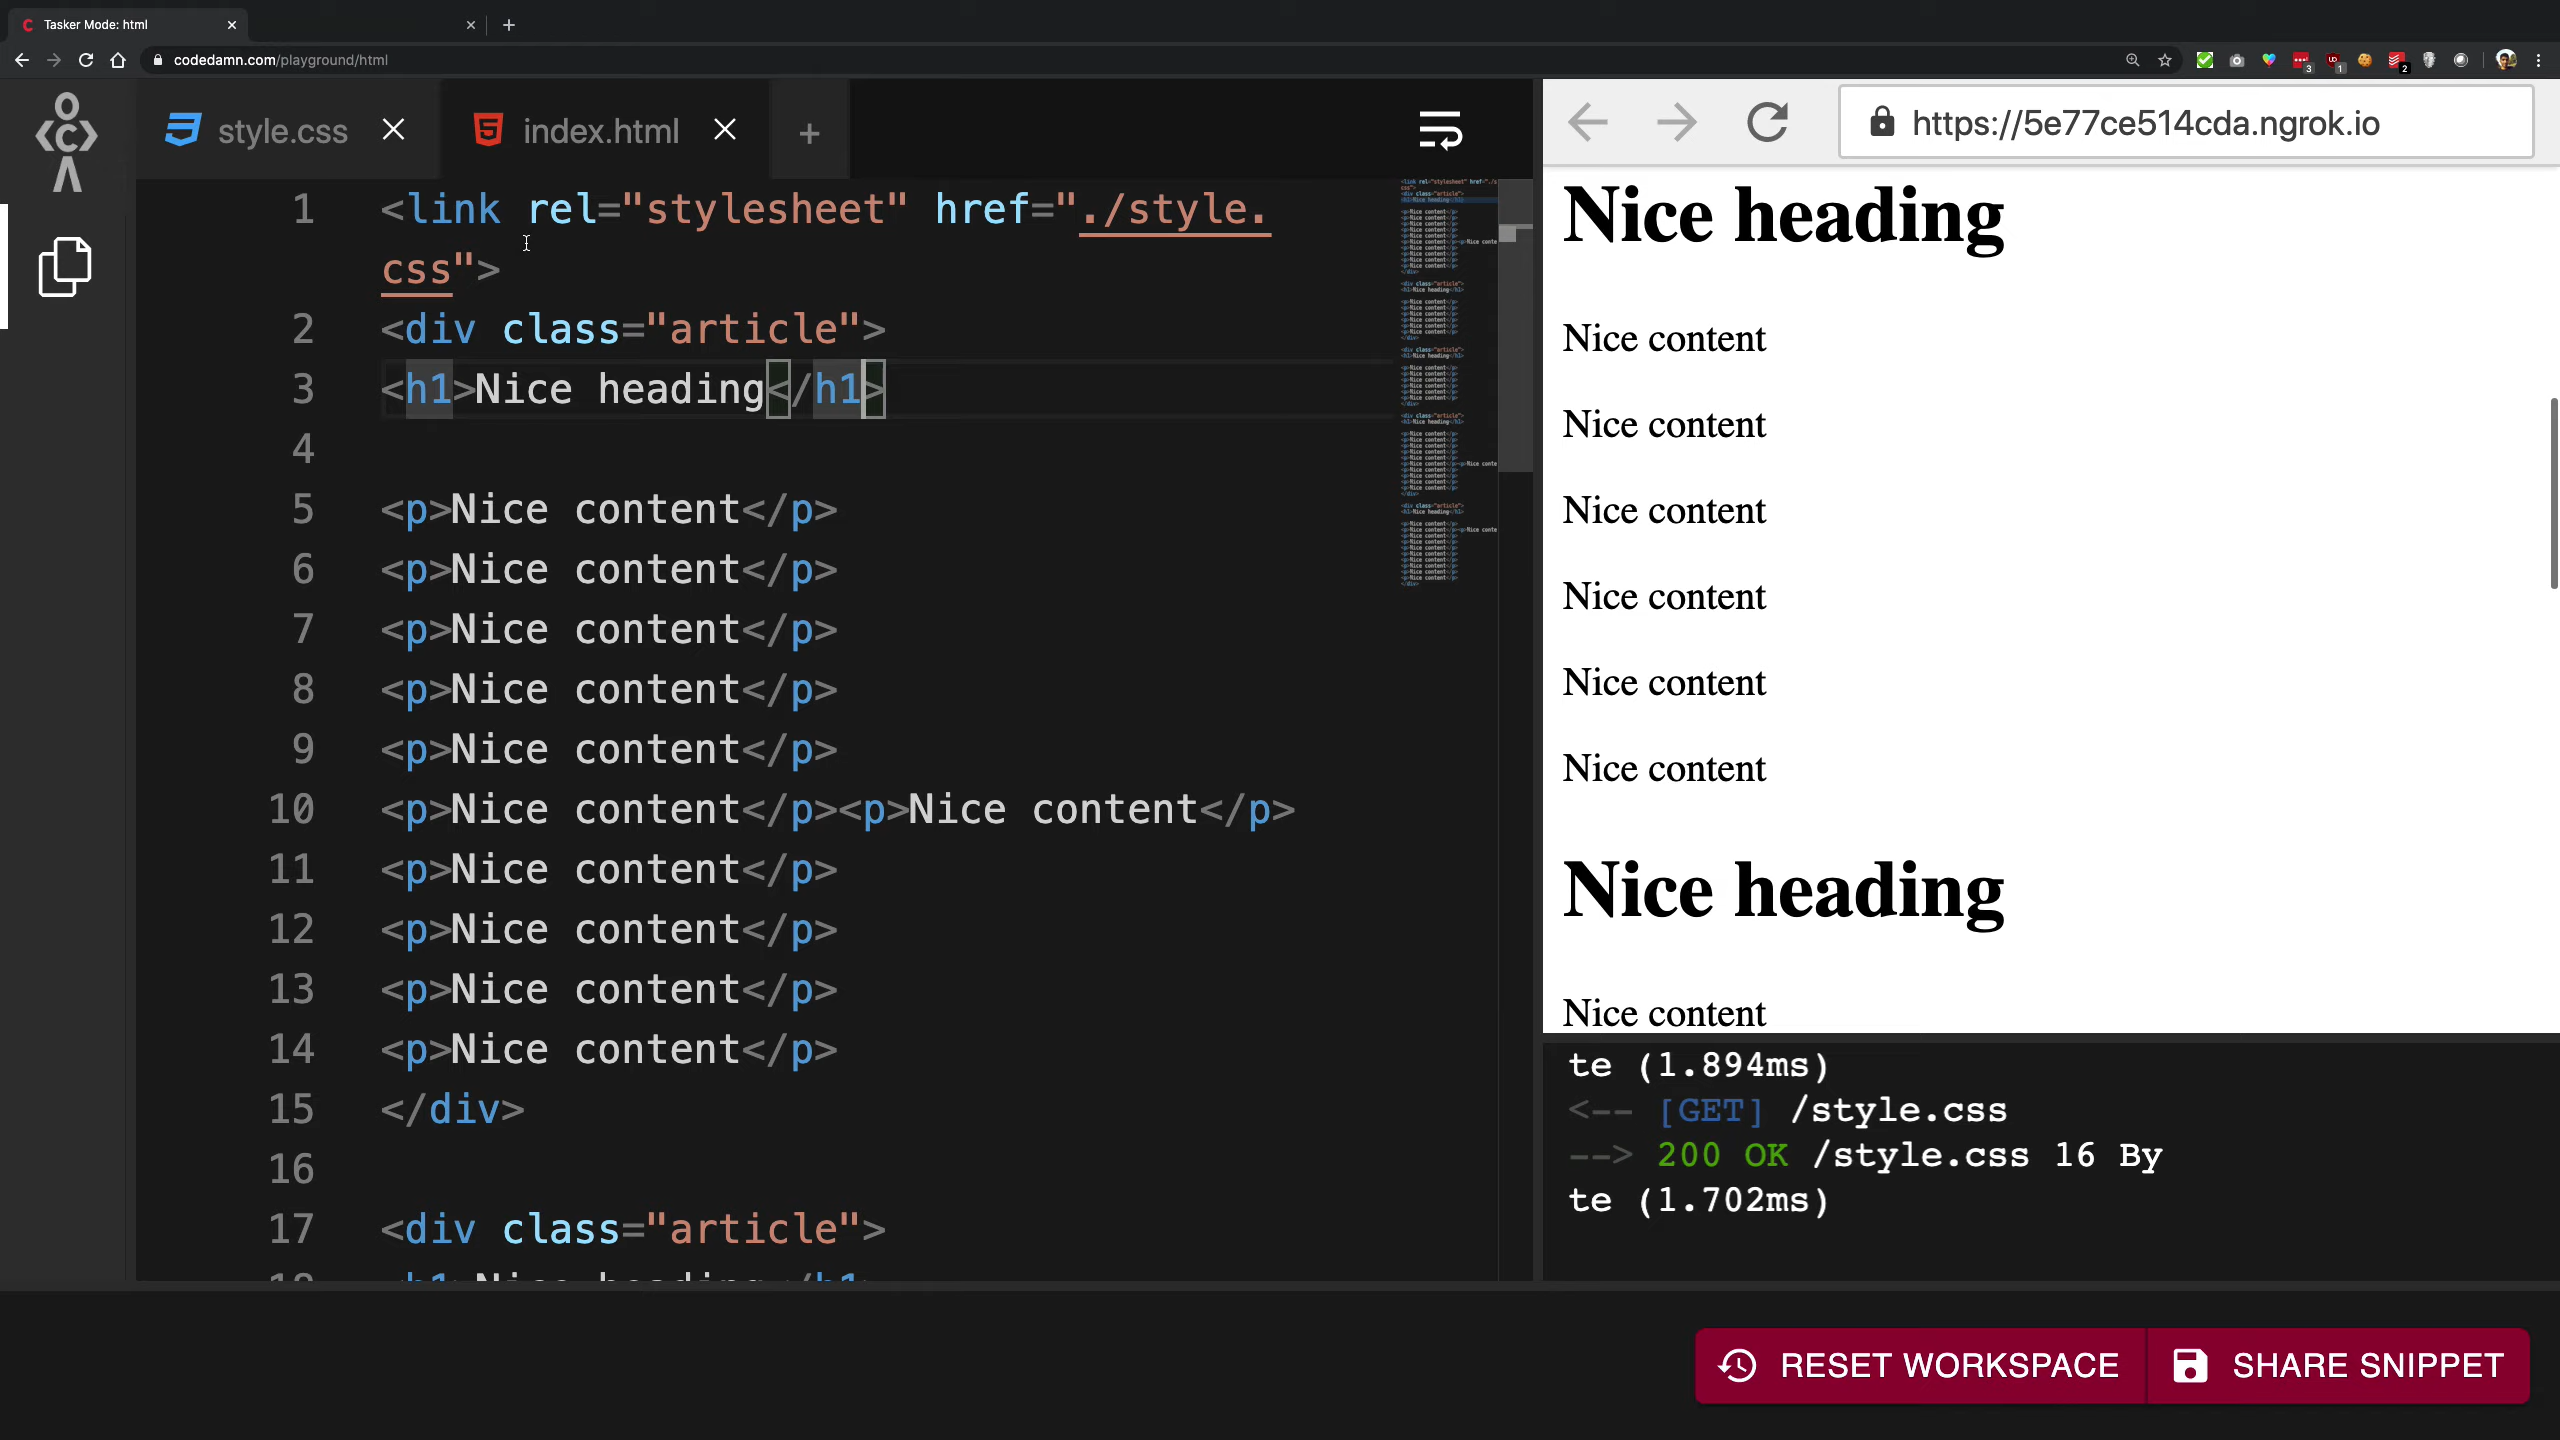 Tasker Mode: html
codedamn.com/playground/html
style.css
index.html
https://5e77ce514cda.ngrok.io
1 <link rel="stylesheet" href="./style.
css">
2 <div class="article">
3 <h1>Nice heading</h1>
4
5 <p>Nice content</p>
6 <p>Nice content</p>
7 <p>Nice content</p>
8 <p>Nice content</p>
9 <p>Nice content</p>
10 <p>Nice content</p><p>Nice content</p>
11 <p>Nice content</p>
12 <p>Nice content</p>
13 <p>Nice content</p>
14 <p>Nice content</p>
15 </div>
16
17 <div class="article">
18 <h1>Nice heading</h1>
Nice heading
Nice content
Nice content
Nice content
Nice content
Nice content
Nice content
Nice heading
Nice content
te (1.894ms)
<-- [GET] /style.css
--> 200 OK /style.css 16 By
te (1.702ms)
RESET WORKSPACE
SHARE SNIPPET